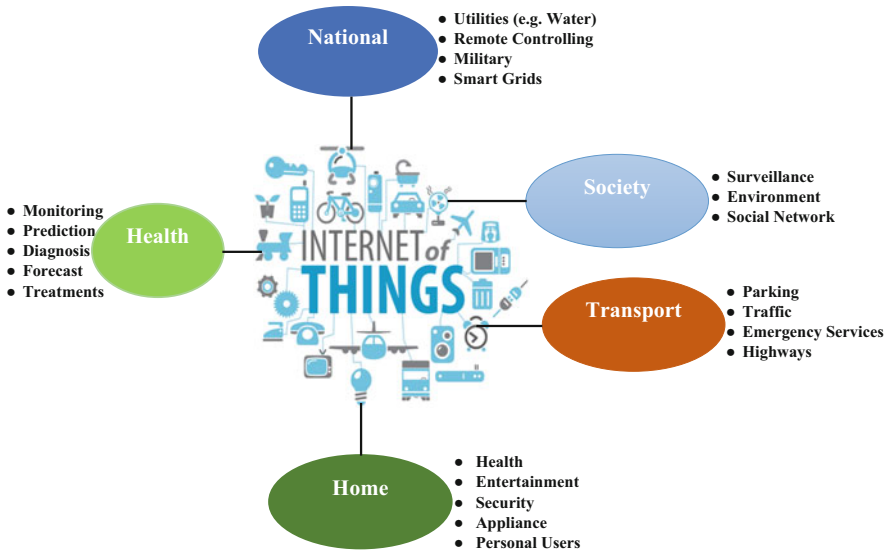 National
● Utilities (e.g. Water)
● Remote Controlling
● Military
● Smart Grids
Society
● Surveillance
● Environment
● Social Network
Health
● Monitoring
● Prediction
● Diagnosis
● Forecast
● Treatments
INTERNET of
THINGS
Transport
● Parking
● Traffic
● Emergency Services
● Highways
Home
● Health
● Entertainment
● Security
● Appliance
● Personal Users